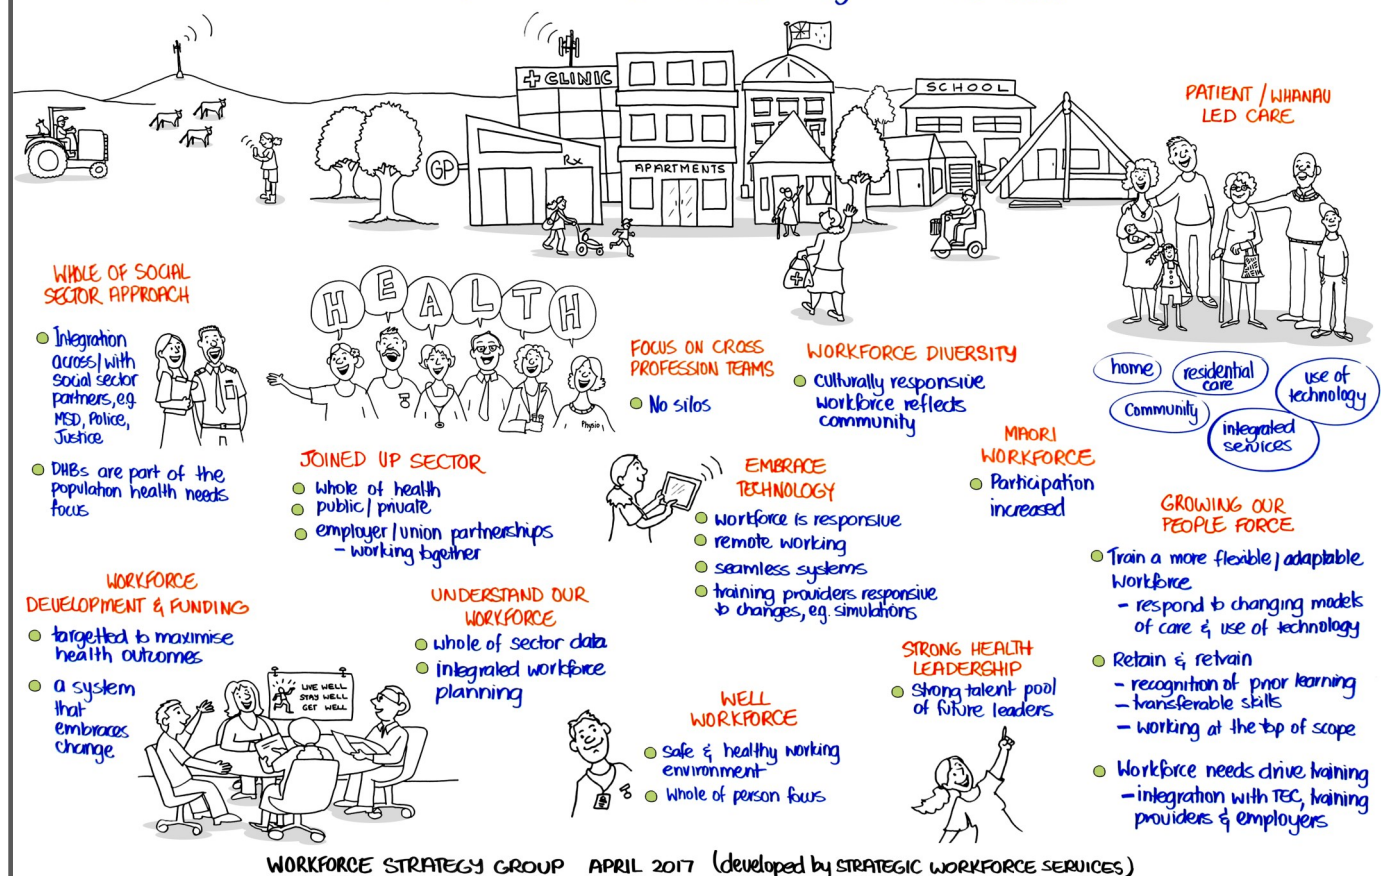 CLINIC
SCHOOL
GP
Rx
APARTMENTS
PATIENT / WHANAU
LED CARE
WHOLE OF SOCIAL
SECTOR APPROACH
Integration
across/with
social sector
partners, eg.
MSD, Police,
Justice
DHBs are part of the
population health needs
focus
HEALTH
Physio
JOINED UP SECTOR
whole of health
public / private
employer / union partnerships
- working together
FOCUS ON CROSS
PROFESSION TEAMS
No silos
WORKFORCE DIVERSITY
culturally responsive
workforce reflects
community
home
residential
care
use of
technology
Community
integrated
services
MAORI
WORKFORCE
Participation
increased
EMBRACE
TECHNOLOGY
workforce is responsive
remote working
seamless systems
training providers responsive
to changes, eg. simulations
GROWING OUR
PEOPLE FORCE
Train a more flexible / adaptable
workforce
- respond to changing models
of care & use of technology
Retain & retrain
- recognition of prior learning
- transferable skills
- working at the top of scope
Workforce needs drive training
- integration with TEC, training
providers & employers
WORKFORCE
DEVELOPMENT & FUNDING
targetted to maximise
health outcomes
a system
that
embraces
change
LIVE WELL
STAY WELL
GET WELL
UNDERSTAND OUR
WORKFORCE
whole of sector data
integrated workforce
planning
WELL
WORKFORCE
Safe & healthy working
environment
Whole of person focus
STRONG HEALTH
LEADERSHIP
Strong talent pool
of future leaders
WORKFORCE STRATEGY GROUP APRIL 2017 (developed by STRATEGIC WORKFORCE SERVICES)